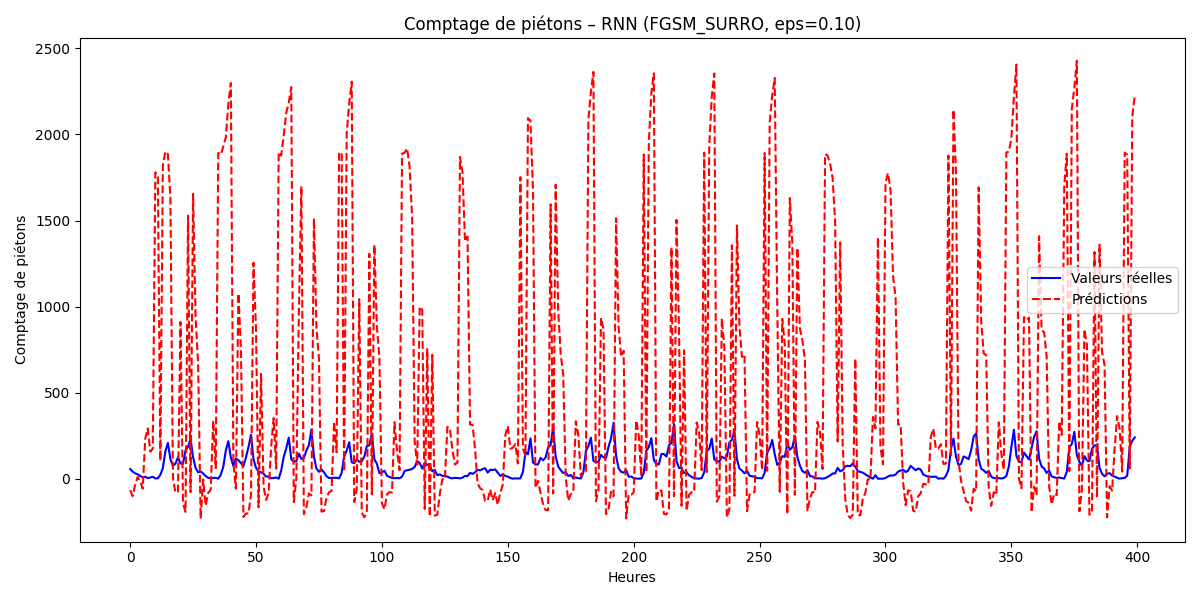 Comptage de piétons – RNN (FGSM_SURRO, eps=0.10)
2500
2000
1500
1000
500
0
Comptage de piétons
Valeurs réelles
Prédictions
0 50 100 150 200 250 300 350 400
Heures